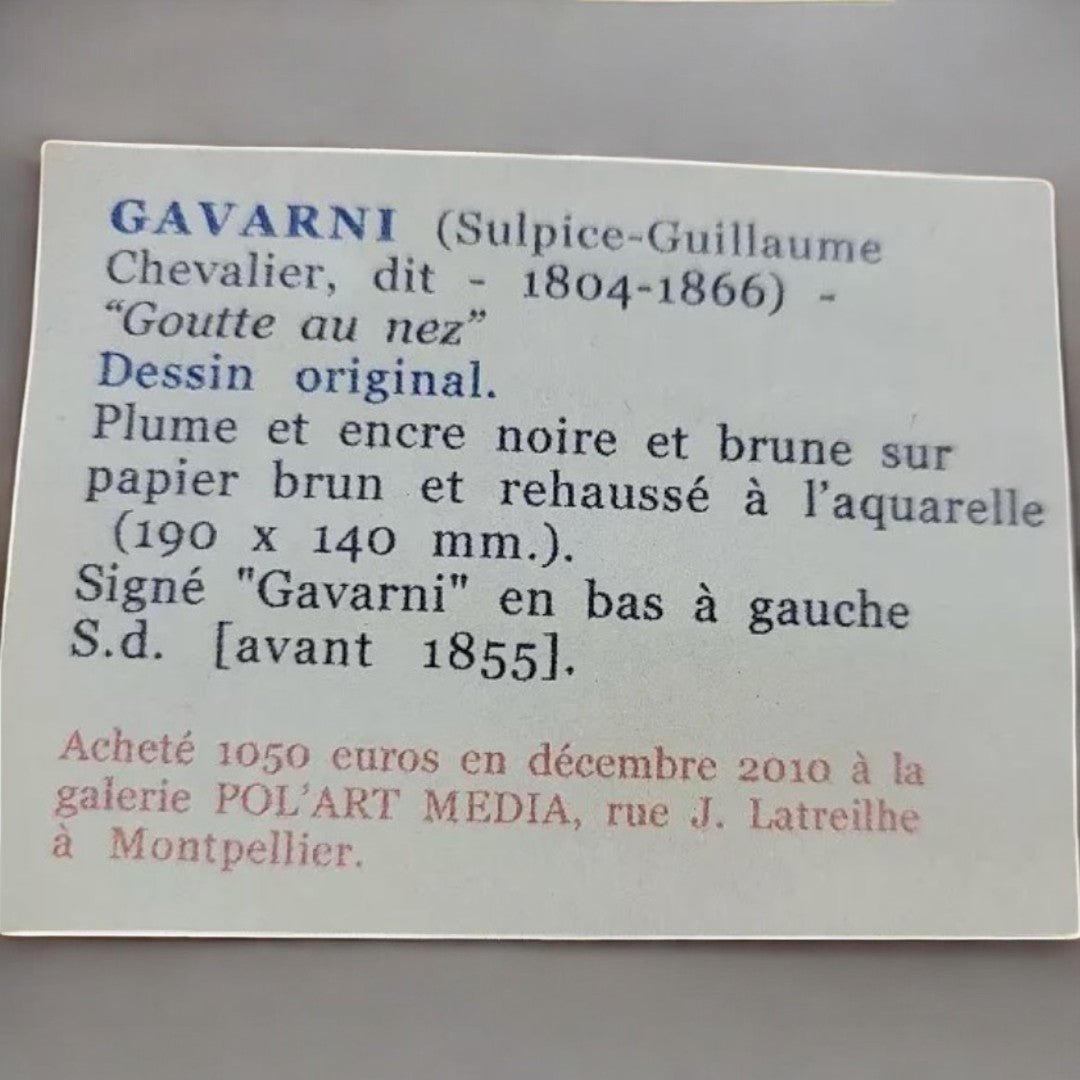 GAVARNI (Sulpice-Guillaume
Chevalier, dit - 1804-1866) -
“Goutte au nez”
Dessin original.
Plume et encre noire et brune sur
papier brun et rehaussé à l’aquarelle
(190 x 140 mm.).
Signé "Gavarni" en bas à gauche
S.d. [avant 1855].
Acheté 1050 euros en décembre 2010 à la
galerie POL’ART MEDIA, rue J. Latreilhe
à Montpellier.